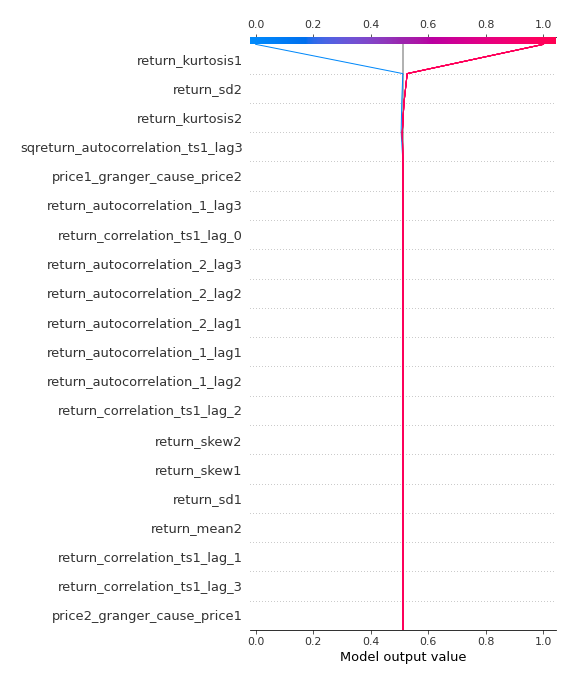 0.0 0.2 0.4 0.6 0.8 1.0
return_kurtosis1
return_sd2
return_kurtosis2
sqreturn_autocorrelation_ts1_lag3
price1_granger_cause_price2
return_autocorrelation_1_lag3
return_correlation_ts1_lag_0
return_autocorrelation_2_lag3
return_autocorrelation_2_lag2
return_autocorrelation_2_lag1
return_autocorrelation_1_lag1
return_autocorrelation_1_lag2
return_correlation_ts1_lag_2
return_skew2
return_skew1
return_sd1
return_mean2
return_correlation_ts1_lag_1
return_correlation_ts1_lag_3
price2_granger_cause_price1
0.0 0.2 0.4 0.6 0.8 1.0
Model output value